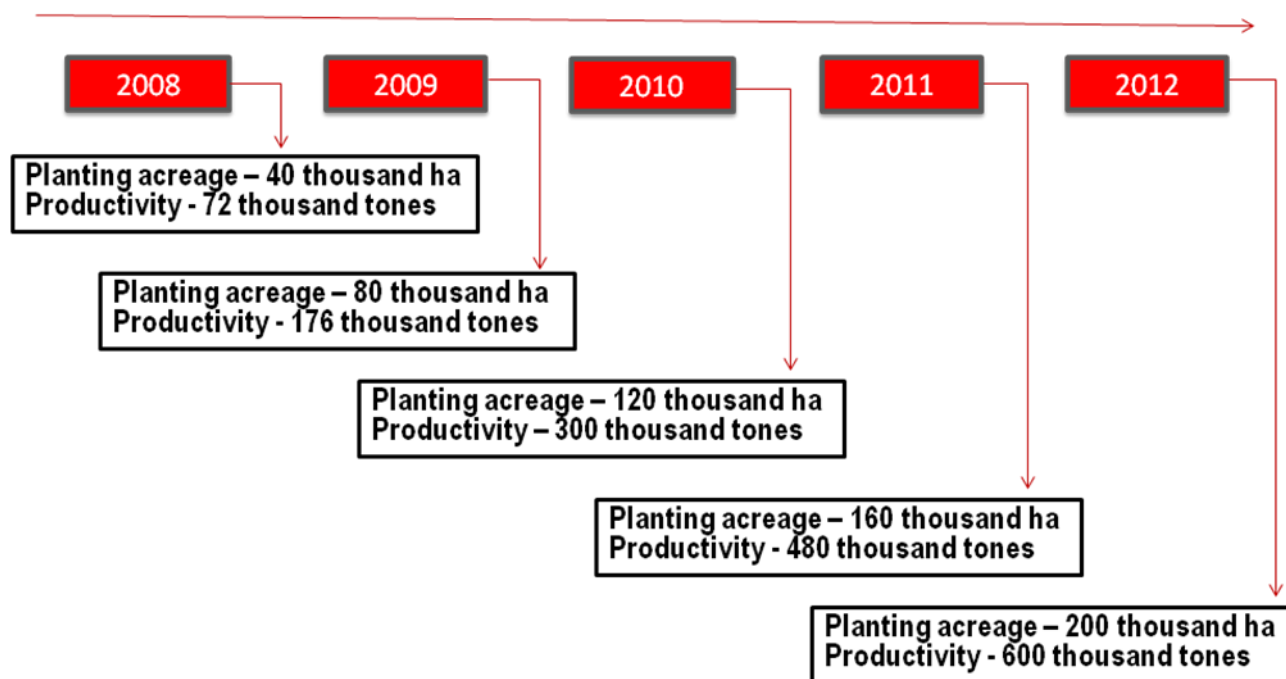 2008
2009
2010
2011
2012
Planting acreage – 40 thousand ha
Productivity - 72 thousand tones
Planting acreage – 80 thousand ha
Productivity - 176 thousand tones
Planting acreage – 120 thousand ha
Productivity – 300 thousand tones
Planting acreage – 160 thousand ha
Productivity - 480 thousand tones
Planting acreage – 200 thousand ha
Productivity - 600 thousand tones